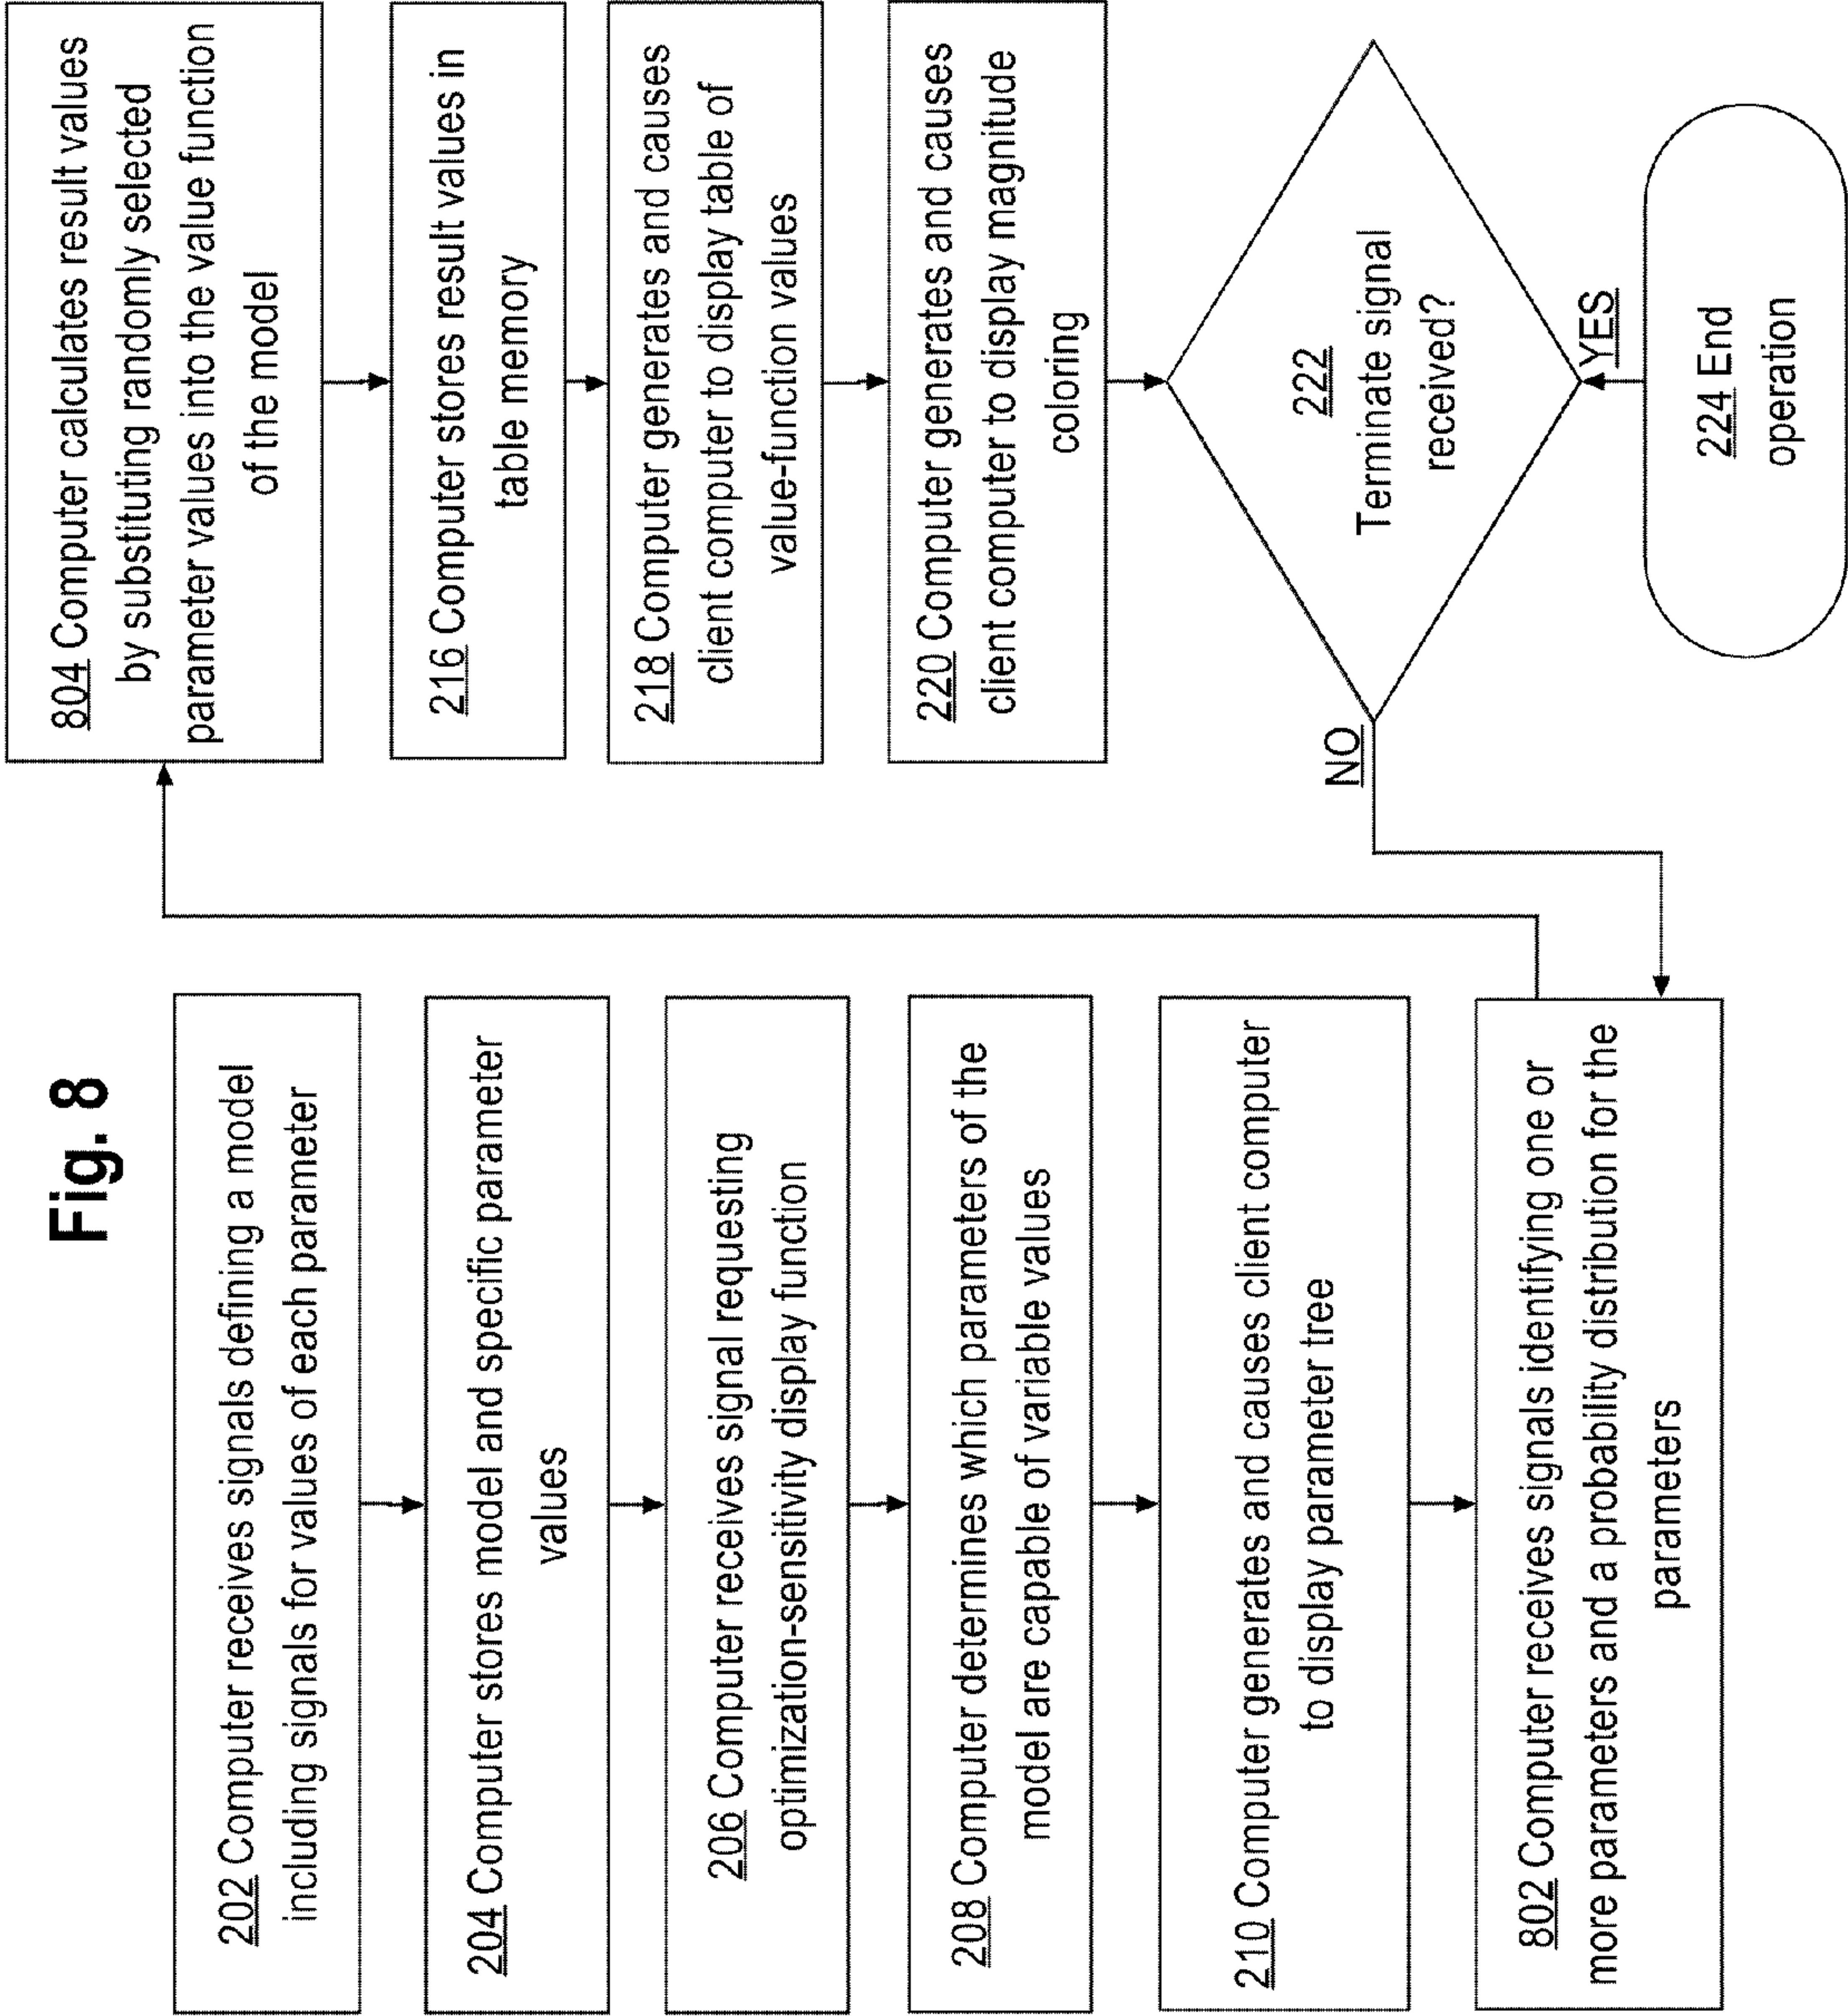 Fig. 8
202 Computer receives signals defining a model
including signals for values of each parameter
204 Computer stores model and specific parameter
values
206 Computer receives signal requesting
optimization-sensitivity display function
208 Computer determines which parameters of the
model are capable of variable values
210 Computer generates and causes client computer
to display parameter tree
802 Computer receives signals identifying one or
more parameters and a probability distribution for the
parameters
804 Computer calculates result values
by substituting randomly selected
parameter values into the value function
of the model
216 Computer stores result values in
table memory
218 Computer generates and causes
client computer to display table of
value-function values
220 Computer generates and causes
client computer to display magnitude
coloring
222
Terminate signal
received?
NO
YES
224 End
operation